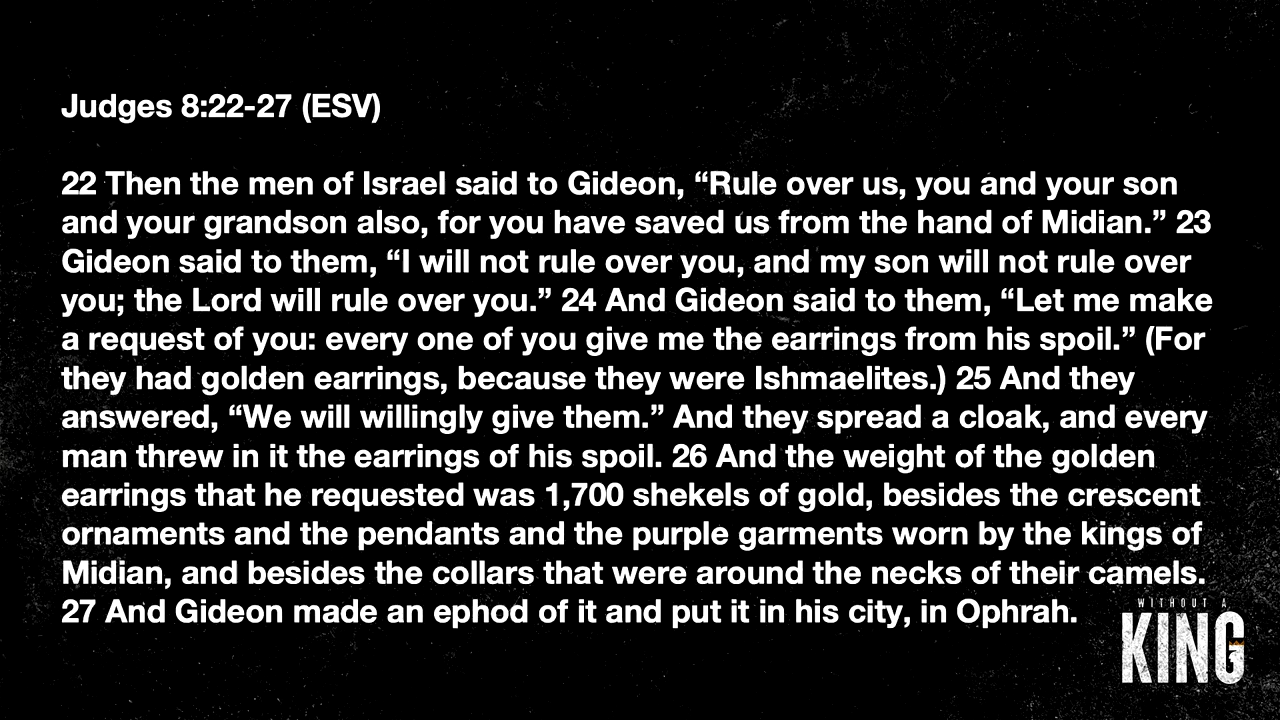 Judges 8:22-27 (ESV)
22 Then the men of Israel said to Gideon, “Rule over us, you and your son
and your grandson also, for you have saved us from the hand of Midian.” 23
Gideon said to them, “I will not rule over you, and my son will not rule over
you; the Lord will rule over you.” 24 And Gideon said to them, “Let me make
a request of you: every one of you give me the earrings from his spoil.” (For
they had golden earrings, because they were Ishmaelites.) 25 And they
answered, “We will willingly give them.” And they spread a cloak, and every
man threw in it the earrings of his spoil. 26 And the weight of the golden
earrings that he requested was 1,700 shekels of gold, besides the crescent
ornaments and the pendants and the purple garments worn by the kings of
Midian, and besides the collars that were around the necks of their camels.
27 And Gideon made an ephod of it and put it in his city, in Ophrah.
WITHOUT A
KING